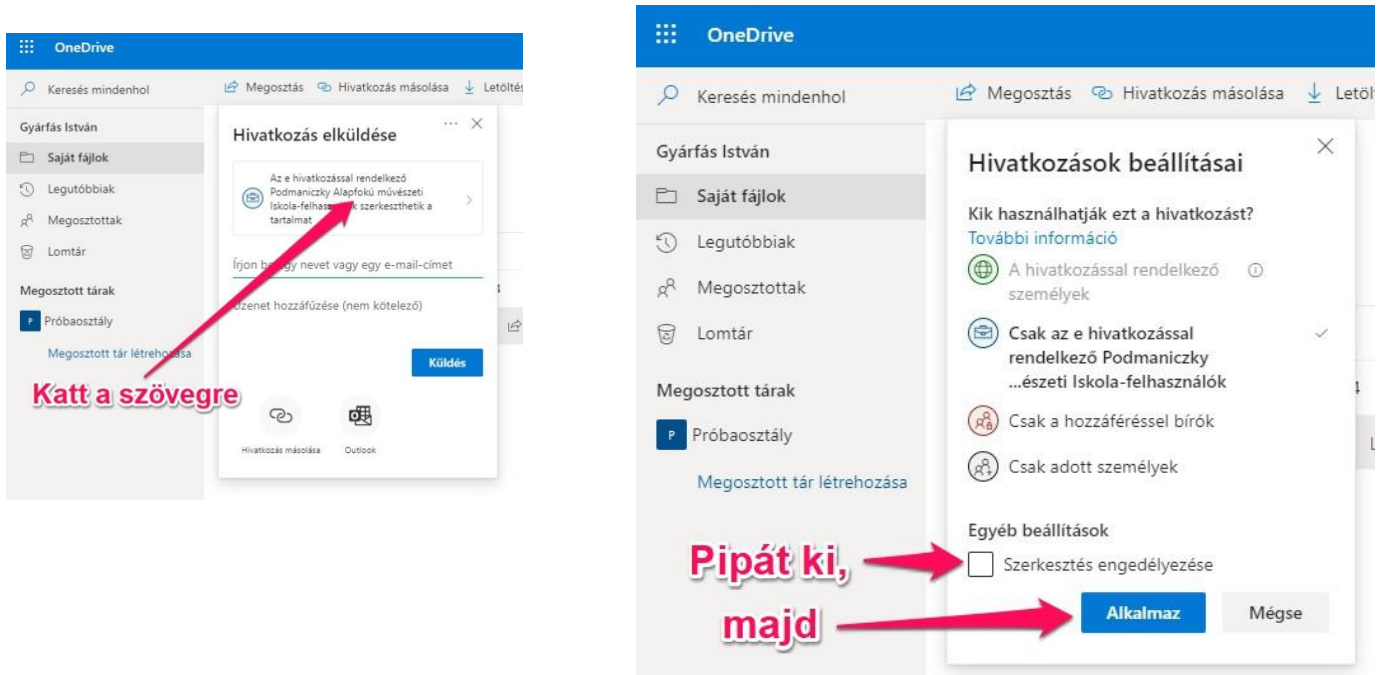 OneDrive
Keresés mindenhol
Megosztás
Hivatkozás másolása
Letöltés
Gyárfás István
Saját fájlok
Legutóbbiak
Megosztottak
Lomtár
Megosztott tárak
P Próbaosztály
Megosztott tár létrehozása
Hivatkozás elküldése
Az e hivatkozással rendelkező
Podmaniczky Alapfokú művészeti
Iskola-felhasználók szerkeszthetik a
tartalmat
Írjon be egy nevet vagy egy e-mail-címet
Üzenet hozzáfűzése (nem kötelező)
Küldés
Katt a szövegre
Hivatkozás másolása
Outlook
OneDrive
Keresés mindenhol
Megosztás
Hivatkozás másolása
Letöl
Gyárfás István
Saját fájlok
Legutóbbiak
Megosztottak
Lomtár
Megosztott tárak
P Próbaosztály
Megosztott tár létrehozása
Hivatkozások beállításai
Kik használhatják ezt a hivatkozást?
További információ
A hivatkozással rendelkező
személyek
Csak az e hivatkozással
rendelkező Podmaniczky
...észeti Iskola-felhasználók
Csak a hozzáféréssel bírók
Csak adott személyek
Egyéb beállítások
Szerkesztés engedélyezése
Alkalmaz
Mégse
Pipát ki,
majd